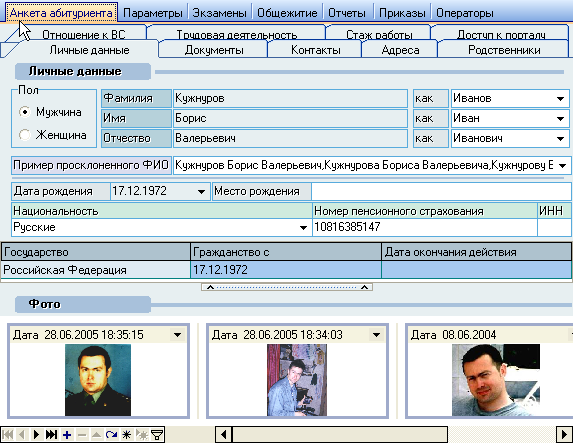 Анкета абитуриента Параметры Экзамены Общежитие Отчеты Приказы Операторы
Отношение к ВС Трудовая деятельность Стаж работы Доступ к порталу
Личные данные Документы Контакты Адреса Родственники
Личные данные
Пол
Мужчина
Женщина
Фамилия Кужнуров как Иванов
Имя Борис как Иван
Отчество Валерьевич как Иванович
Пример просклоненного ФИО Кужнуров Борис Валерьевич,Кужнурова Бориса Валерьевича,Кужнурову Б
Дата рождения 17.12.1972 Место рождения
Национальность Номер пенсионного страхования ИНН
Русские 10816385147
Государство Гражданство с Дата окончания действия
Российская Федерация 17.12.1972
Фото
Дата 28.06.2005 18:35:15 Дата 28.06.2005 18:34:03 Дата 08.06.2004